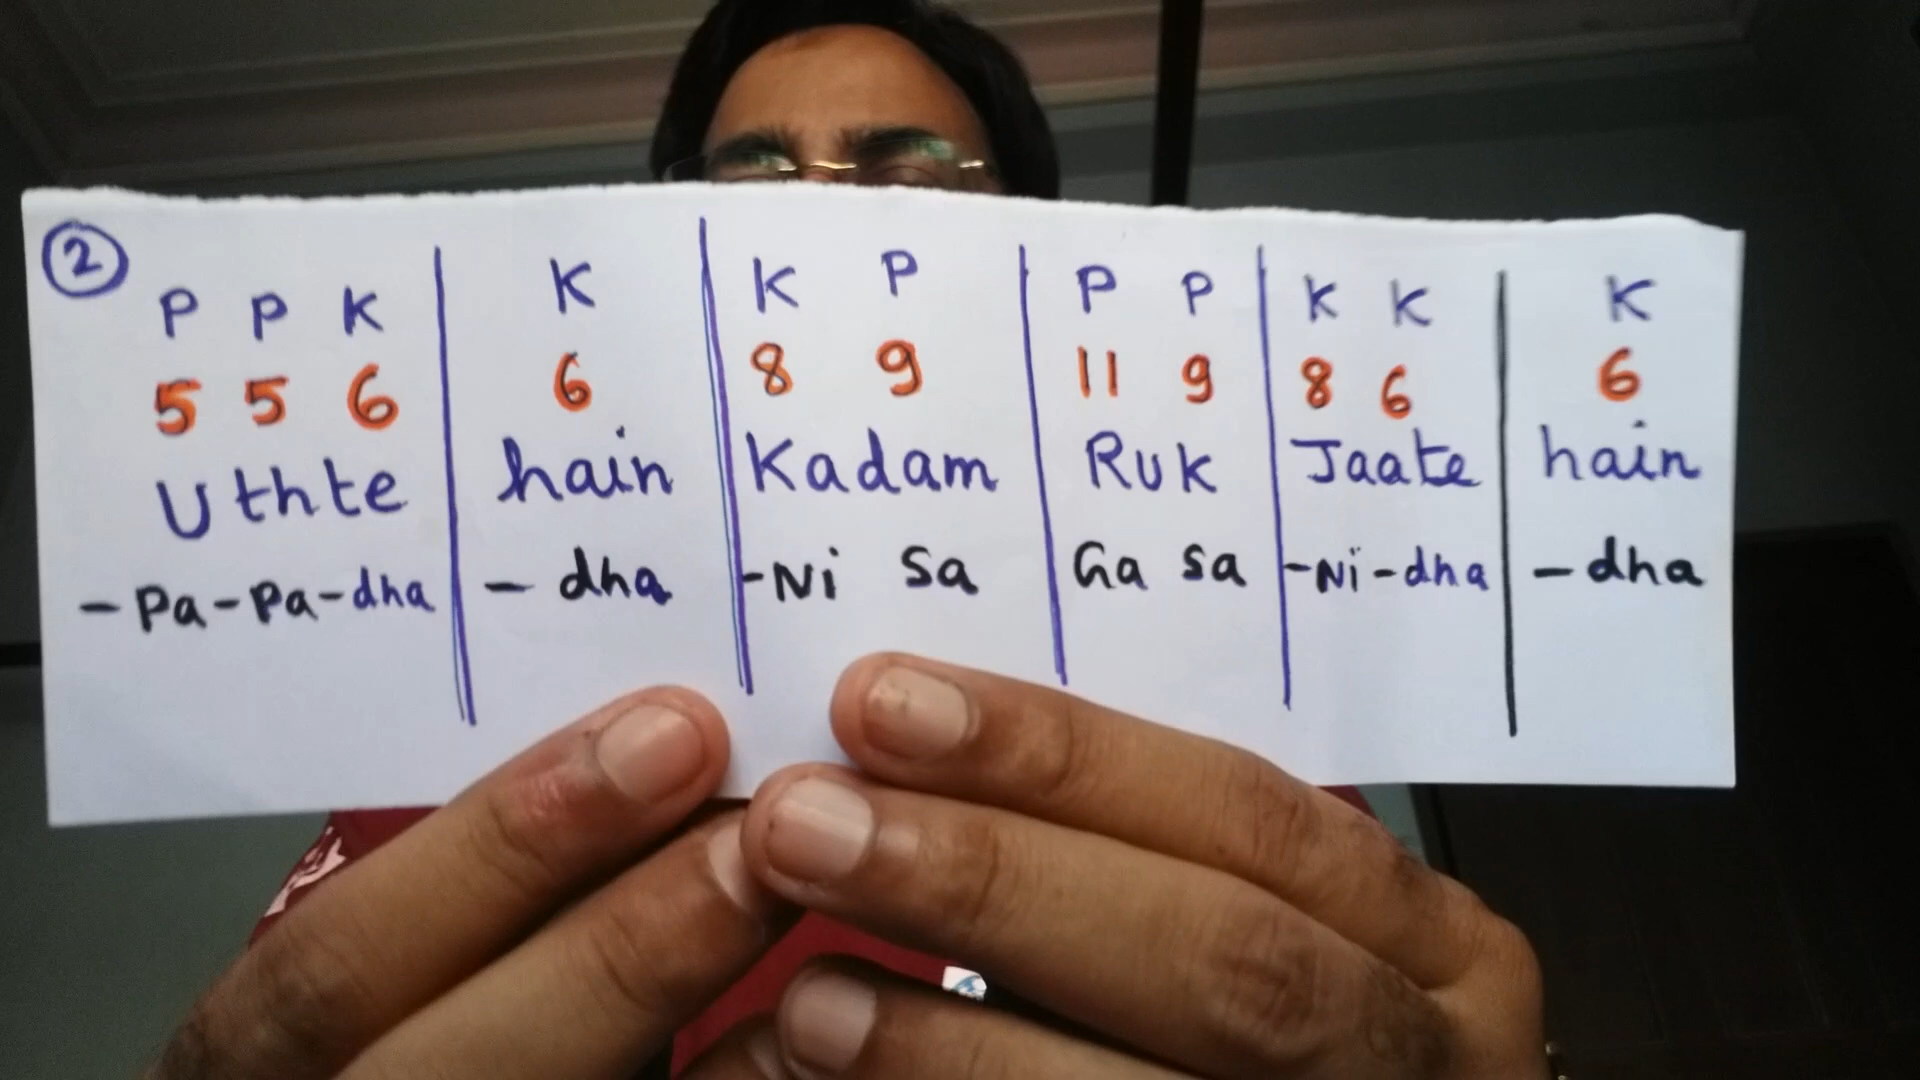 2
P P K | K | K P | P P | K K | K
5 5 6 | 6 | 8 9 | 11 9 | 8 6 | 6
Uthte | hain | Kadam | Ruk | Jaate | hain
-Pa-Pa-dha | - dha | -Ni Sa | Ga Sa | -Ni-dha | -dha